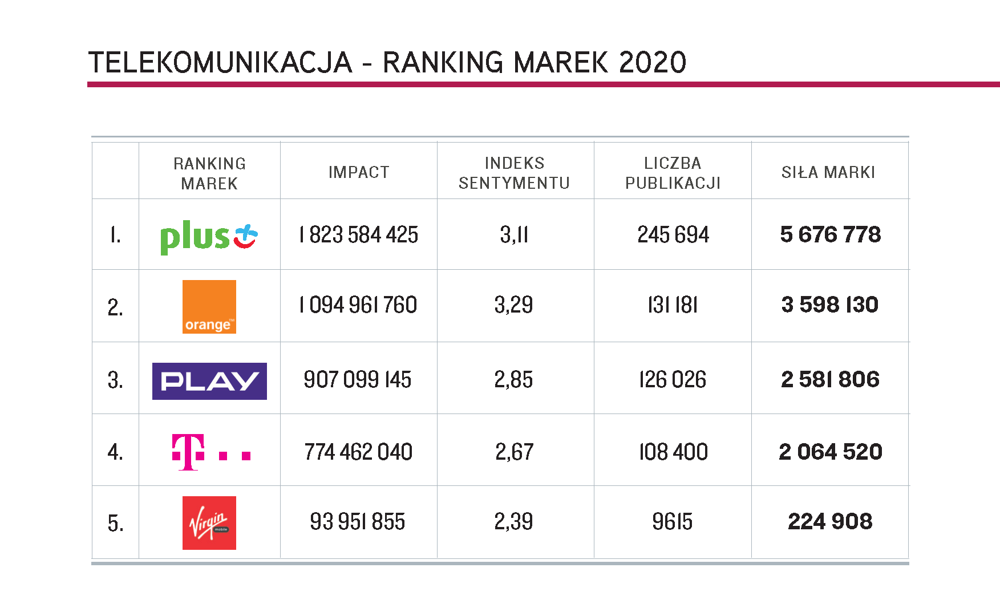 TELEKOMUNIKACJA - RANKING MAREK 2020
RANKING MAREK IMPACT INDEKS SENTYMENTU LICZBA PUBLIKACJI SIŁA MARKI
1. plus 1 823 584 425 3,11 245 694 5 676 778
2. orange™ 1 094 961 760 3,29 131 181 3 598 130
3. PLAY 907 099 145 2,85 126 026 2 581 806
4. T 774 462 040 2,67 108 400 2 064 520
5. Virgin mobile 93 951 855 2,39 9615 224 908